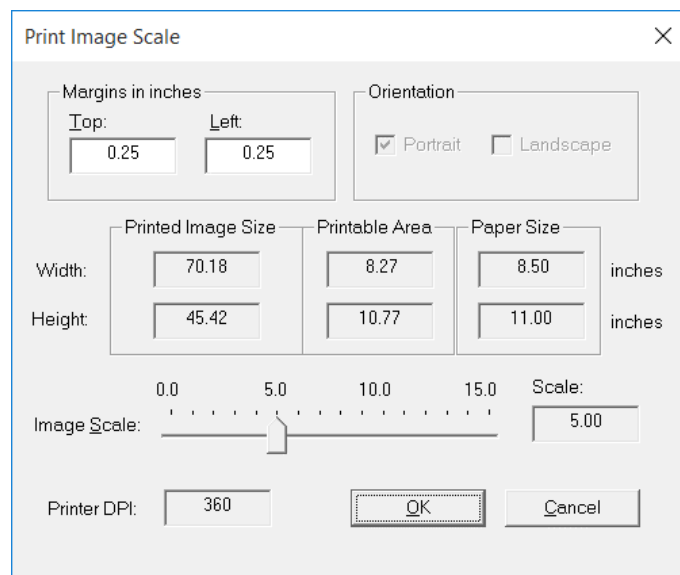 Print Image Scale
Margins in inches
Orientation
Top:
Left:
0.25
0.25
Portrait
Landscape
Printed Image Size
Printable Area
Paper Size
Width:
70.18
8.27
8.50
inches
Height:
45.42
10.77
11.00
inches
0.0
5.0
10.0
15.0
Scale:
Image Scale:
5.00
Printer DPI:
360
OK
Cancel